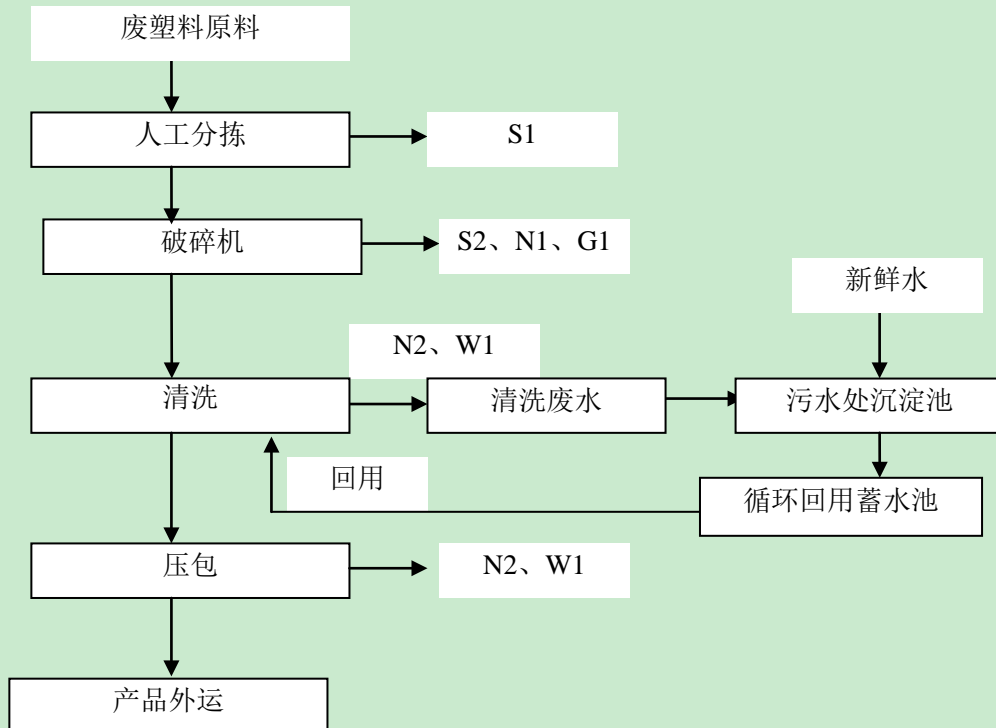 废塑料原料
人工分拣
S1
破碎机
S2、N1、G1
新鲜水
N2、W1
清洗
清洗废水
污水处沉淀池
回用
循环回用蓄水池
压包
N2、W1
产品外运